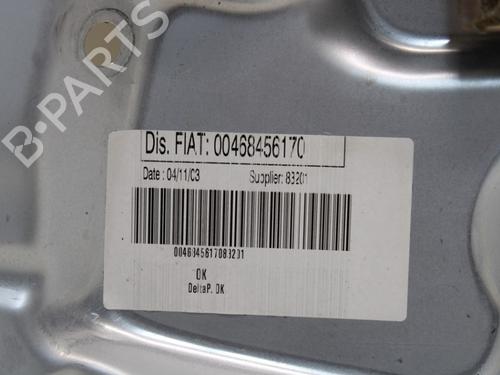 B-PARTS
Dis. FIAT: 00468456170
Date : 04/11/03 Supplier: 83201
0046845617083201
OK
DeltaP. OK